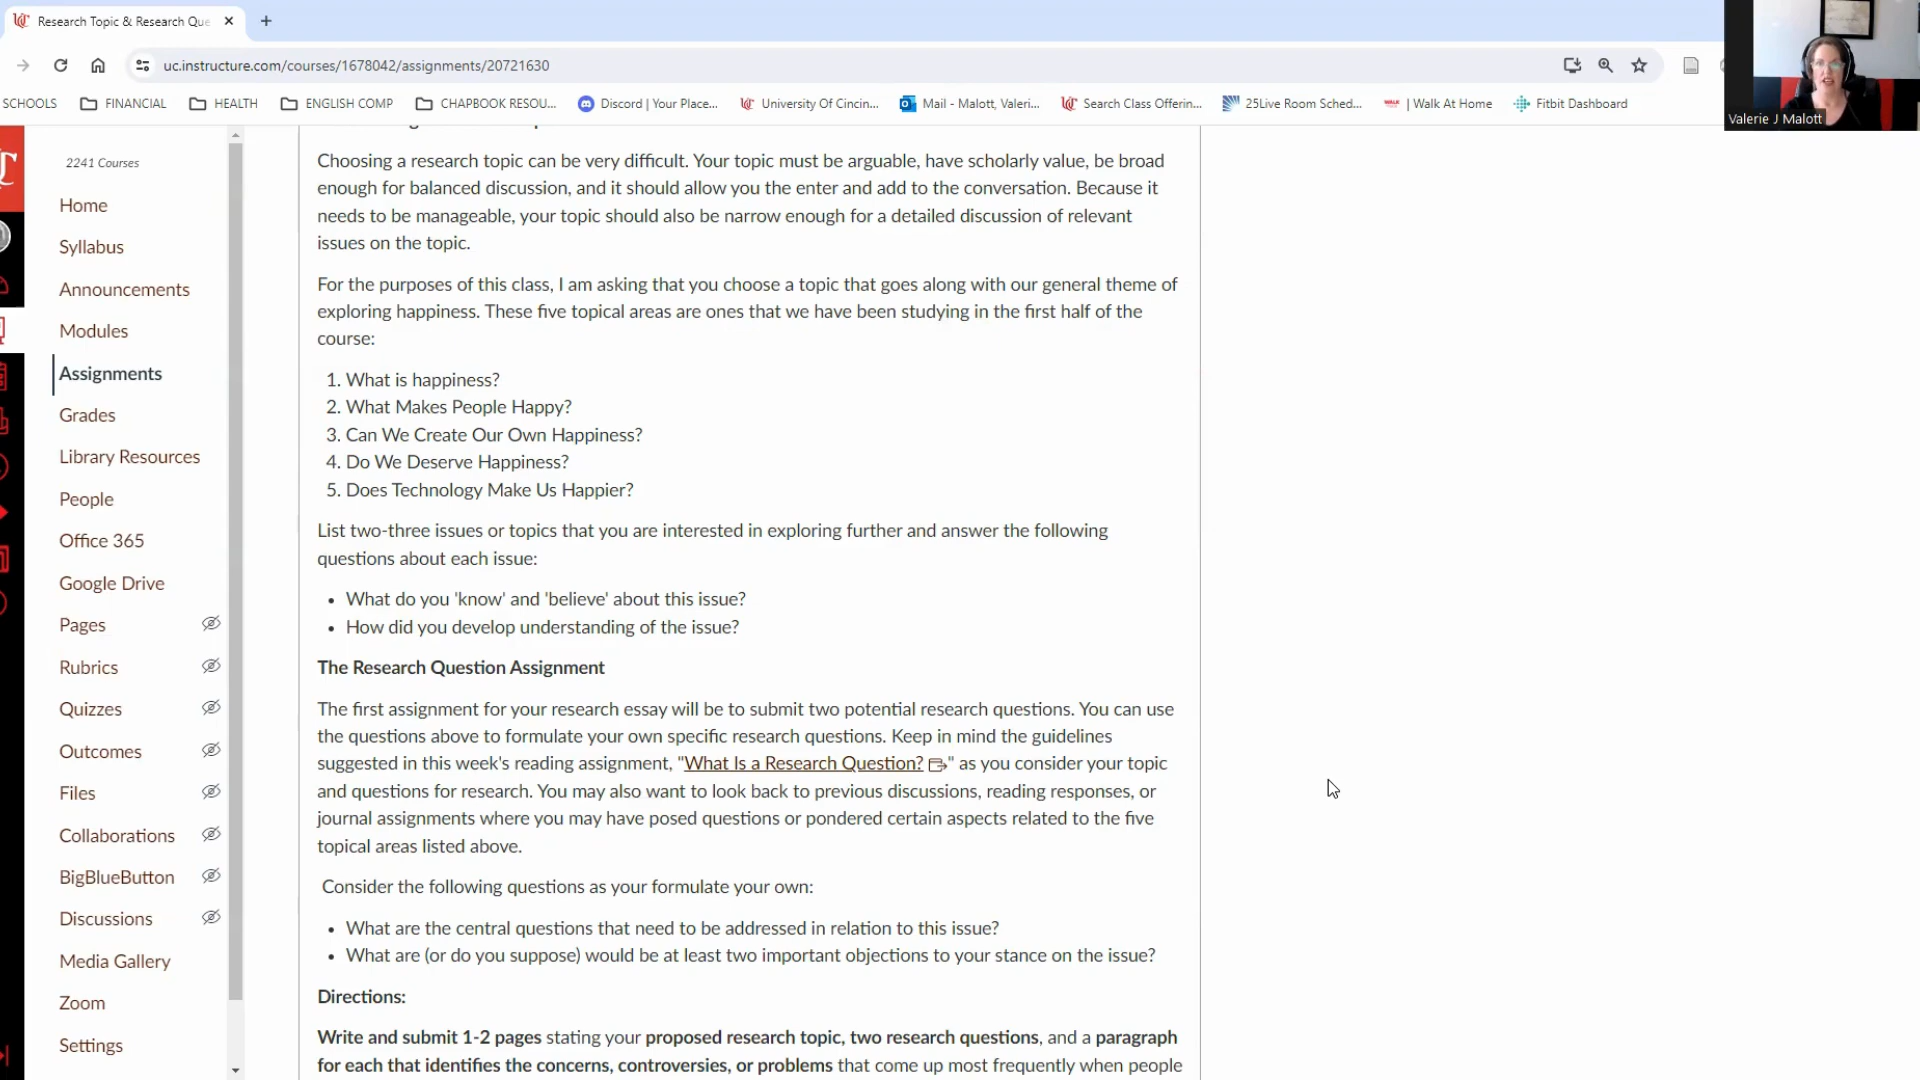 Research Topic & Research Que
uc.instructure.com/courses/1678042/assignments/20721630
SCHOOLS
FINANCIAL
HEALTH
ENGLISH COMP
CHAPBOOK RESOU...
Discord | Your Place...
University Of Cincin...
Mail - Malott, Valeri...
Search Class Offerin...
25Live Room Sched...
| Walk At Home
Fitbit Dashboard
Valerie J Malott
2241 Courses
Home
Syllabus
Announcements
Modules
Assignments
Grades
Library Resources
People
Office 365
Google Drive
Pages
Rubrics
Quizzes
Outcomes
Files
Collaborations
BigBlueButton
Discussions
Media Gallery
Zoom
Settings
Choosing a research topic can be very difficult. Your topic must be arguable, have scholarly value, be broad
enough for balanced discussion, and it should allow you the enter and add to the conversation. Because it
needs to be manageable, your topic should also be narrow enough for a detailed discussion of relevant
issues on the topic.
For the purposes of this class, I am asking that you choose a topic that goes along with our general theme of
exploring happiness. These five topical areas are ones that we have been studying in the first half of the
course:
1. What is happiness?
2. What Makes People Happy?
3. Can We Create Our Own Happiness?
4. Do We Deserve Happiness?
5. Does Technology Make Us Happier?
List two-three issues or topics that you are interested in exploring further and answer the following
questions about each issue:
• What do you 'know' and 'believe' about this issue?
• How did you develop understanding of the issue?
The Research Question Assignment
The first assignment for your research essay will be to submit two potential research questions. You can use
the questions above to formulate your own specific research questions. Keep in mind the guidelines
suggested in this week's reading assignment, "What Is a Research Question?" as you consider your topic
and questions for research. You may also want to look back to previous discussions, reading responses, or
journal assignments where you may have posed questions or pondered certain aspects related to the five
topical areas listed above.
Consider the following questions as your formulate your own:
• What are the central questions that need to be addressed in relation to this issue?
• What are (or do you suppose) would be at least two important objections to your stance on the issue?
Directions:
Write and submit 1-2 pages stating your proposed research topic, two research questions, and a paragraph
for each that identifies the concerns, controversies, or problems that come up most frequently when people